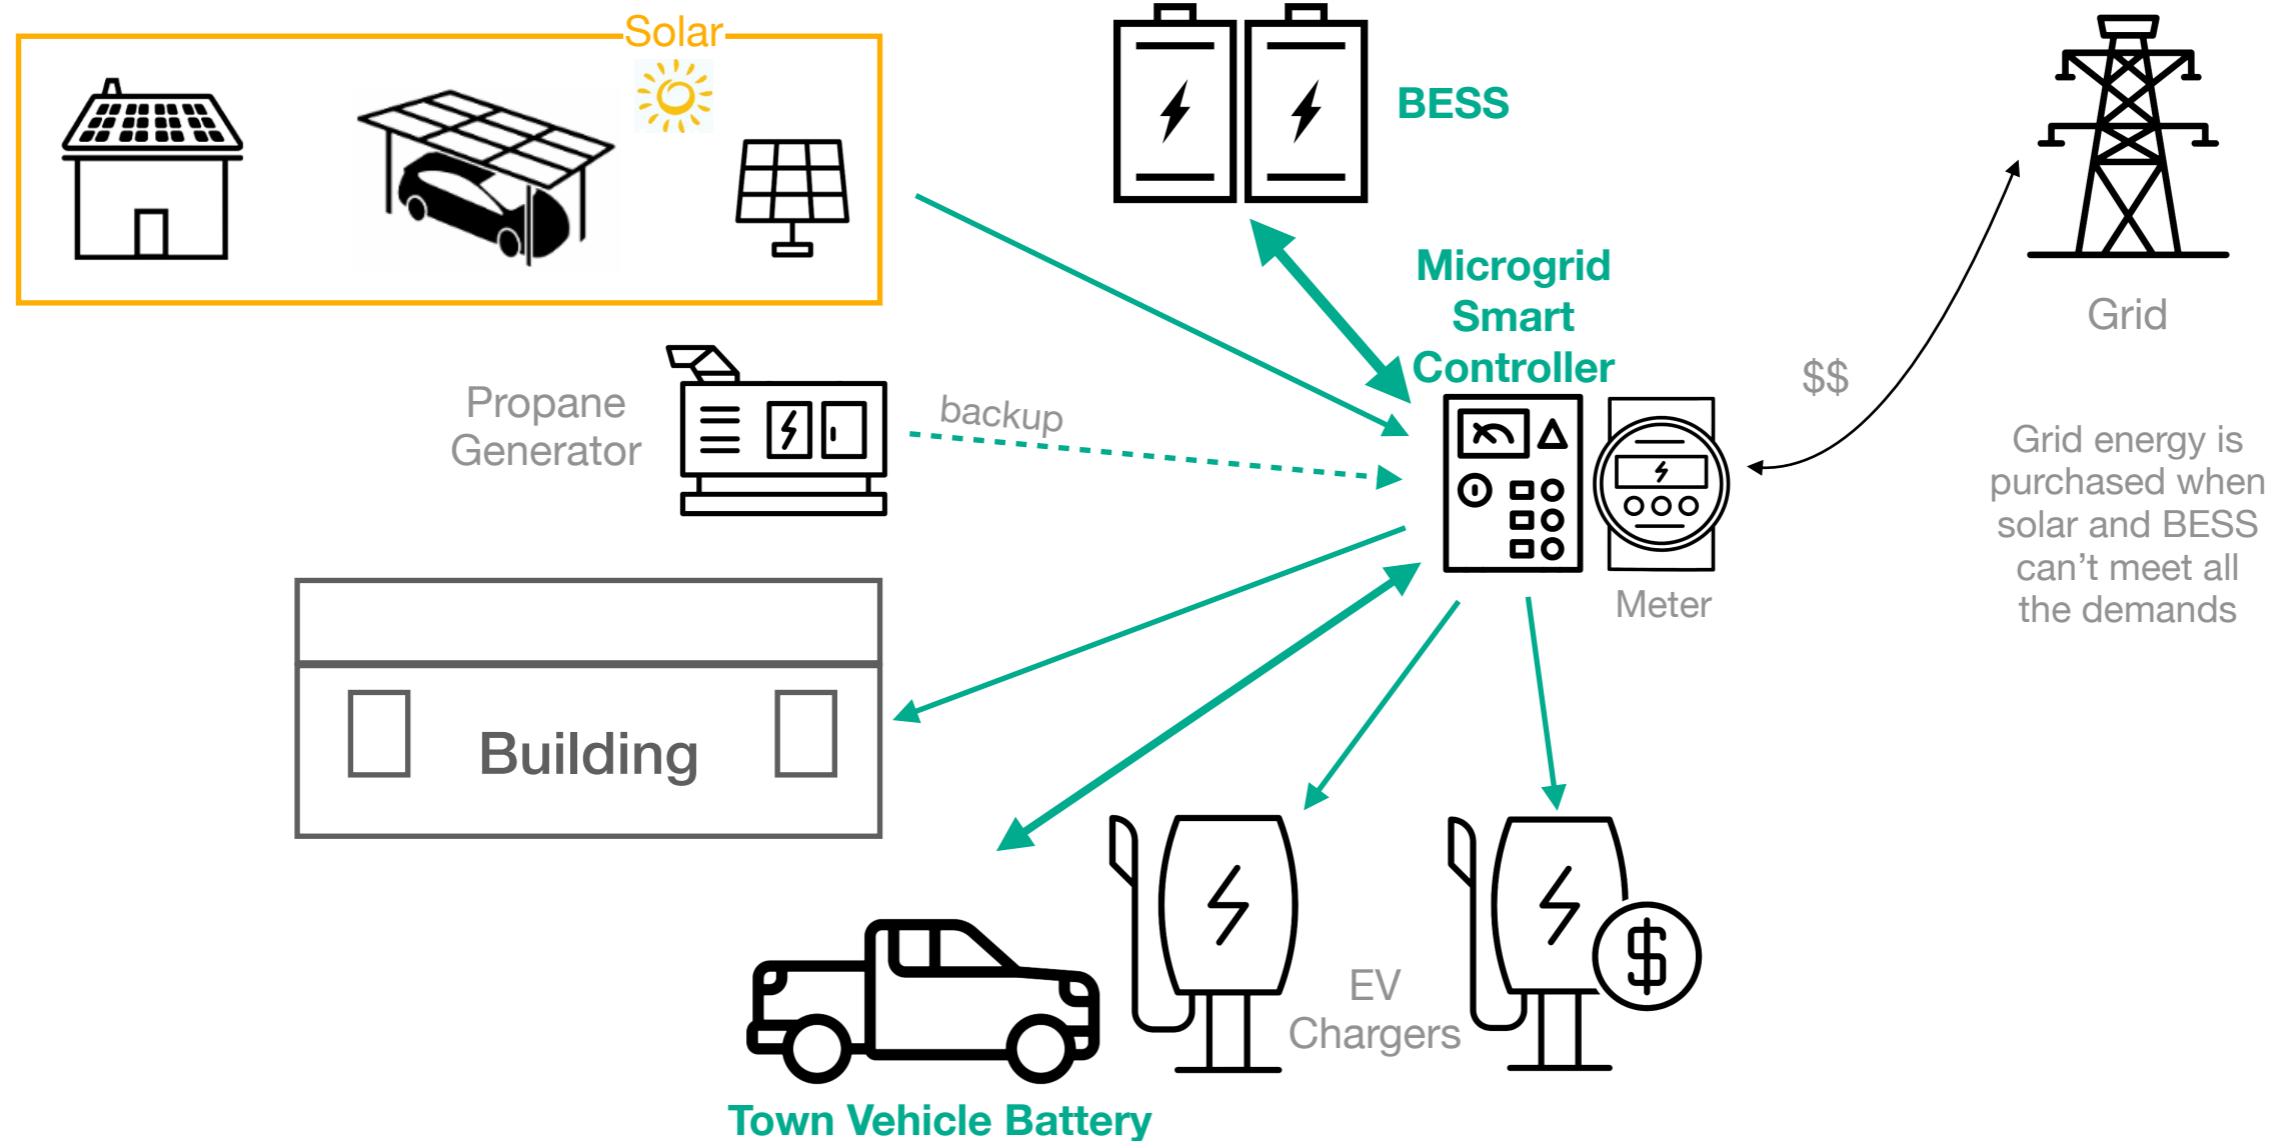 Solar
BESS
Microgrid
Smart
Controller
Grid
$$
Propane
Generator
backup
Grid energy is
purchased when
solar and BESS
can’t meet all
the demands
Meter
Building
$
EV
Chargers
Town Vehicle Battery